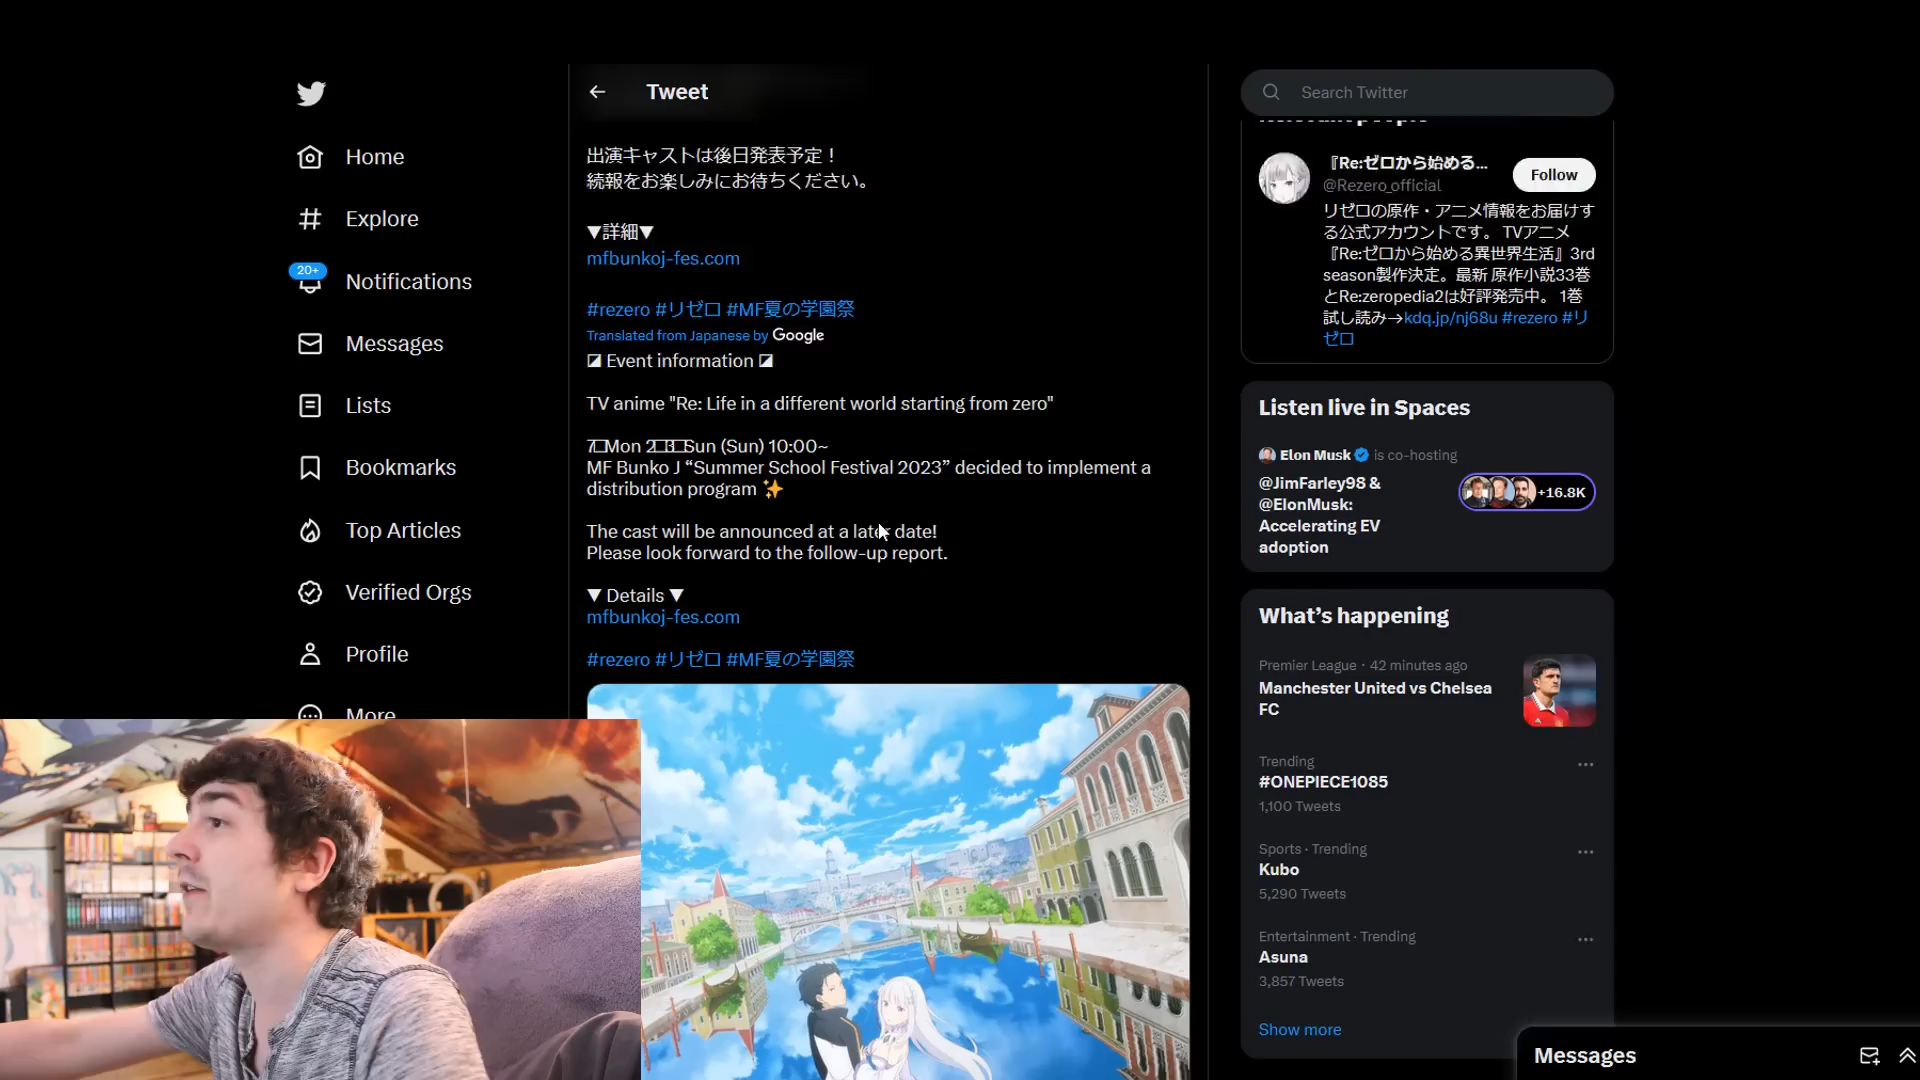 Home
Explore
20+
Notifications
Messages
Lists
Bookmarks
Top Articles
Verified Orgs
Profile
More
Tweet
出演キャストは後日発表予定！
続報をお楽しみにお待ちください。
▼詳細▼
mfbunkoj-fes.com
#rezero #リゼロ #MF夏の学園祭
Translated from Japanese by Google
◪ Event information ◪
TV anime "Re: Life in a different world starting from zero"
7□Mon 2□3□Sun (Sun) 10:00~
MF Bunko J “Summer School Festival 2023” decided to implement a
distribution program ✨
The cast will be announced at a later date!
Please look forward to the follow-up report.
▼ Details ▼
mfbunkoj-fes.com
#rezero #リゼロ #MF夏の学園祭
Search Twitter
『Re:ゼロから始める...
@Rezero_official
Follow
リゼロの原作・アニメ情報をお届けす
る公式アカウントです。 TVアニメ
『Re:ゼロから始める異世界生活』3rd
season製作決定。最新 原作小説33巻
とRe:zeropedia2は好評発売中。 1巻
試し読み→kdq.jp/nj68u #rezero #リ
ゼロ
Listen live in Spaces
Elon Musk is co-hosting
@JimFarley98 &
@ElonMusk:
Accelerating EV
adoption
+16.8K
What’s happening
Premier League · 42 minutes ago
Manchester United vs Chelsea
FC
Trending
#ONEPIECE1085
1,100 Tweets
Sports · Trending
Kubo
5,290 Tweets
Entertainment · Trending
Asuna
3,857 Tweets
Show more
Messages